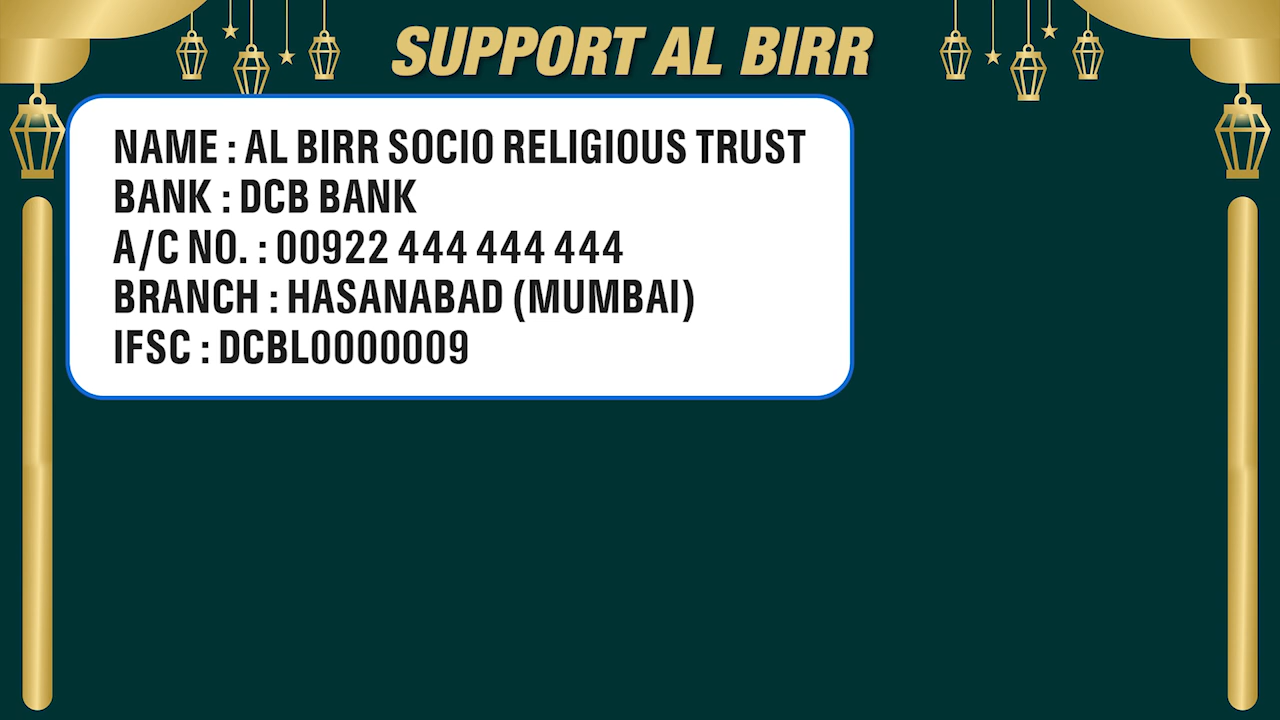 SUPPORT AL BIRR
NAME : AL BIRR SOCIO RELIGIOUS TRUST
BANK : DCB BANK
A/C NO. : 00922 444 444 444
BRANCH : HASANABAD (MUMBAI)
IFSC : DCBL0000009